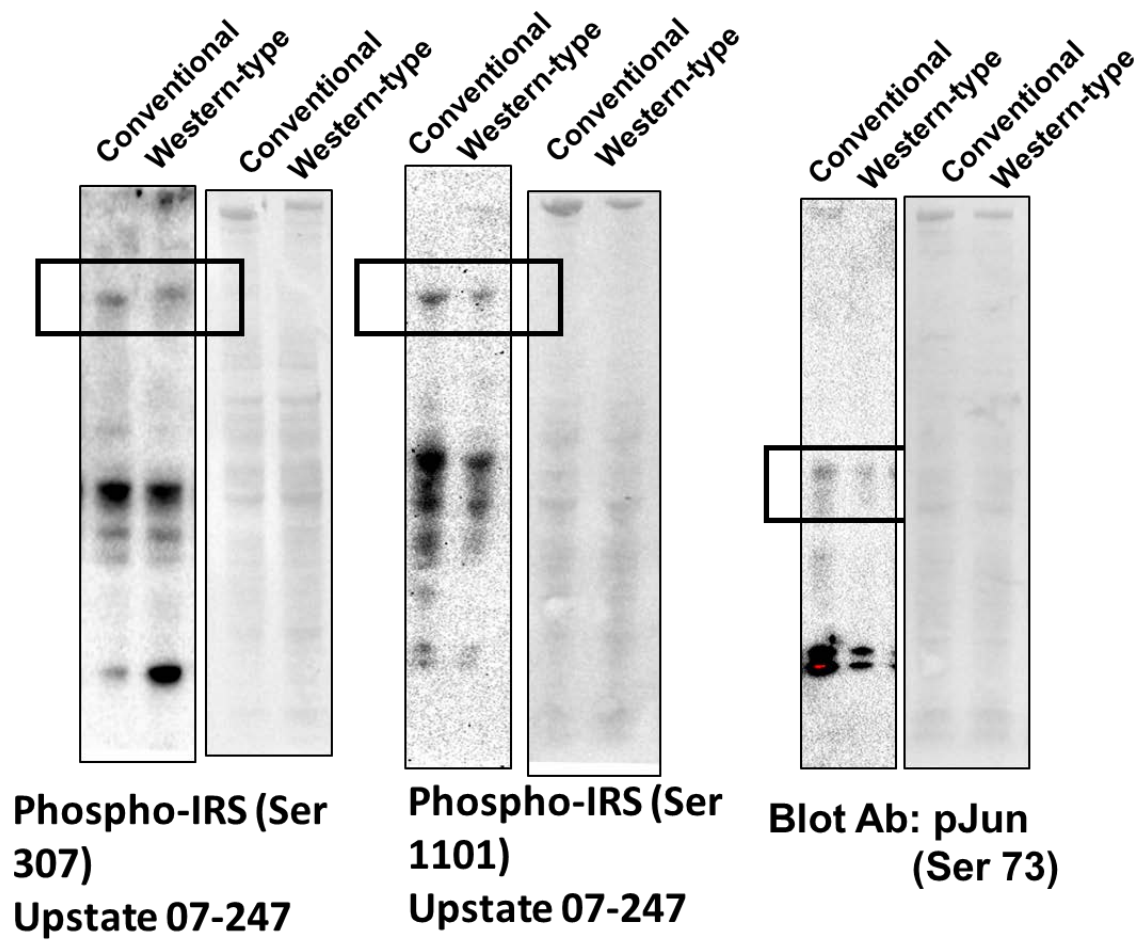 Conventional
Western-type
Conventional
Western-type
Conventional
Western-type
Conventional
Western-type
Conventional
Western-type
Conventional
Western-type
Phospho-IRS (Ser
307)
Upstate 07-247
Phospho-IRS (Ser
1101)
Upstate 07-247
Blot Ab: pJun
(Ser 73)